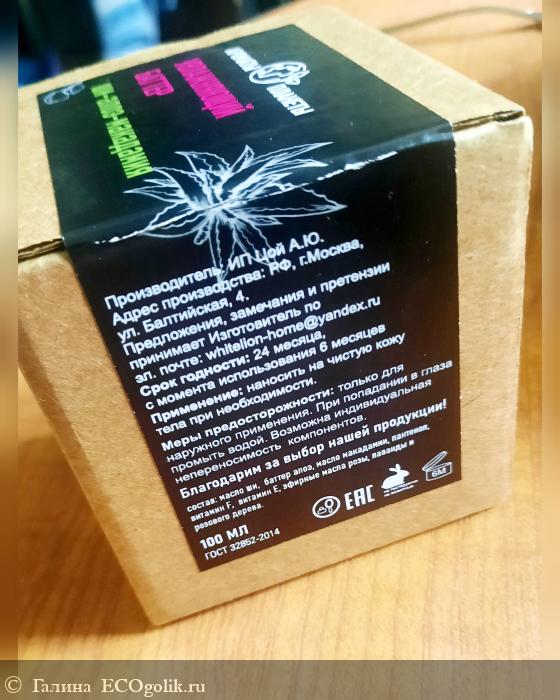 Производитель ИП Цой А.Ю.
Адрес производства: РФ, г.Москва,
ул. Балтийская, 4.
Предложения, замечания и претензии
принимает Изготовитель по
эл. почте: whitelion-home@yandex.ru
Срок годности: 24 месяца,
с момента использования 6 месяцев
Применение: наносить на чистую кожу
тела при необходимости.
Меры предосторожности: только для
наружного применения. При попадании в глаза
промыть водой. Возможна индивидуальная
непереносимость компонентов.
Благодарим за выбор нашей продукции!
состав: масло ши, баттер алоэ, масло макадамии, пантенол,
витамин F, витамин Е, эфирные масла розы, лаванды и
розового дерева.
100 МЛ
ГОСТ 32852-2014
EAC
6M
© Галина ECOgolik.ru